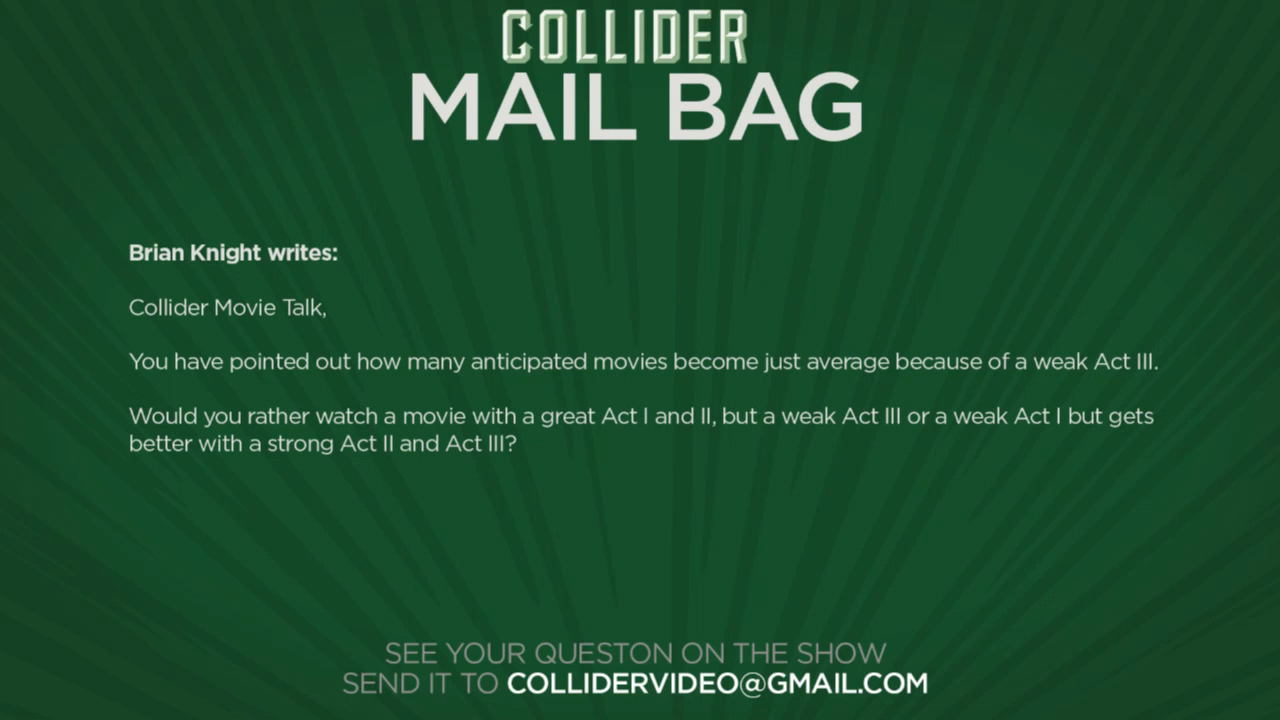 COLLIDER
MAIL BAG
Brian Knight writes:
Collider Movie Talk,
You have pointed out how many anticipated movies become just average because of a weak Act III.
Would you rather watch a movie with a great Act I and II, but a weak Act III or a weak Act I but gets
better with a strong Act II and Act III?
SEE YOUR QUESTON ON THE SHOW
SEND IT TO COLLIDERVIDEO@GMAIL.COM